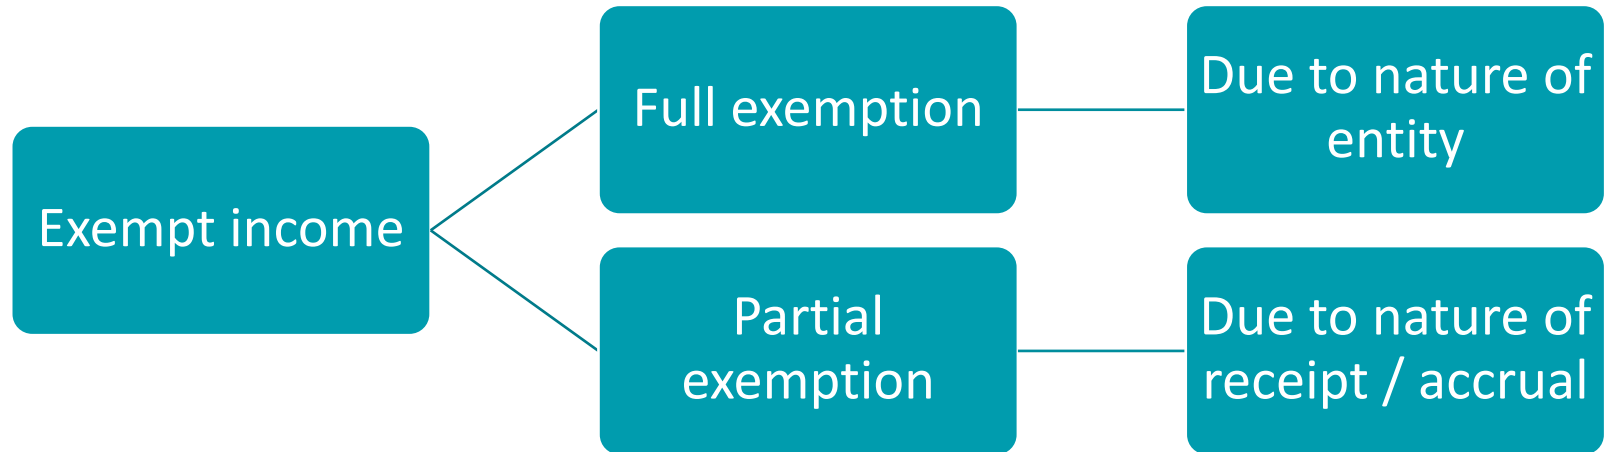 Exempt income
Full exemption
Due to nature of
entity
Partial
exemption
Due to nature of
receipt / accrual